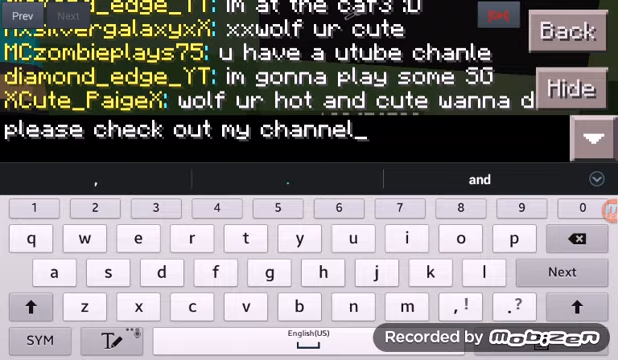 Prev Next
diamond_edge_YT: im at the caf3 :D
xxwolf ur cute
Back
MCzombieplays75: u have a utube chanle
diamond_edge_YT: im gonna play some SG
XCute_PaigeX: wolf ur hot and cute wanna d
Hide
please check out my channel_
, . and
1 2 3 4 5 6 7 8 9 0
q w e r t y u i o p
a s d f g h j k l Next
z x c v b n m ,! .?
SYM T English(US)
Recorded by Mobizen